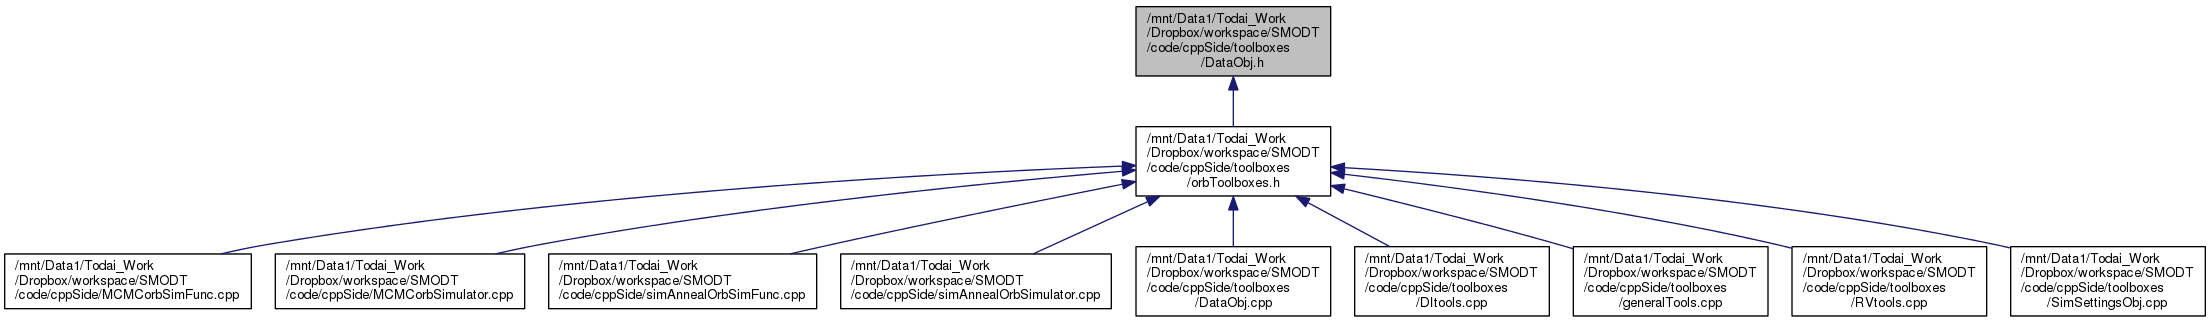 /mnt/Data1/Todai_Work
/Dropbox/workspace/SMODT
/code/cppSide/toolboxes
/DataObj.h
/mnt/Data1/Todai_Work
/Dropbox/workspace/SMODT
/code/cppSide/toolboxes
/orbToolboxes.h
/mnt/Data1/Todai_Work
/Dropbox/workspace/SMODT
/code/cppSide/MCMCorbSimFunc.cpp
/mnt/Data1/Todai_Work
/Dropbox/workspace/SMODT
/code/cppSide/MCMCorbSimulator.cpp
/mnt/Data1/Todai_Work
/Dropbox/workspace/SMODT
/code/cppSide/simAnnealOrbSimFunc.cpp
/mnt/Data1/Todai_Work
/Dropbox/workspace/SMODT
/code/cppSide/simAnnealOrbSimulator.cpp
/mnt/Data1/Todai_Work
/Dropbox/workspace/SMODT
/code/cppSide/toolboxes
/DataObj.cpp
/mnt/Data1/Todai_Work
/Dropbox/workspace/SMODT
/code/cppSide/toolboxes
/DItools.cpp
/mnt/Data1/Todai_Work
/Dropbox/workspace/SMODT
/code/cppSide/toolboxes
/generalTools.cpp
/mnt/Data1/Todai_Work
/Dropbox/workspace/SMODT
/code/cppSide/toolboxes
/RVtools.cpp
/mnt/Data1/Todai_Work
/Dropbox/workspace/SMODT
/code/cppSide/toolboxes
/SimSettingsObj.cpp